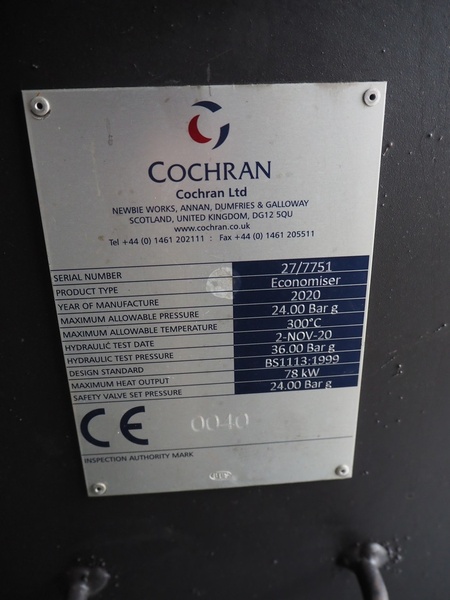 COCHRAN
Cochran Ltd
NEWBIE WORKS, ANNAN, DUMFRIES & GALLOWAY
SCOTLAND, UNITED KINGDOM, DG12 5QU
www.cochran.co.uk
Tel +44 (0) 1461 202111 : Fax +44 (0) 1461 205511
SERIAL NUMBER 27/7751
PRODUCT TYPE Economiser
YEAR OF MANUFACTURE 2020
MAXIMUM ALLOWABLE PRESSURE 24.00 Bar g
MAXIMUM ALLOWABLE TEMPERATURE 300°C
HYDRAULIC TEST DATE 2-NOV-20
HYDRAULIC TEST PRESSURE 36.00 Bar g
DESIGN STANDARD BS1113:1999
MAXIMUM HEAT OUTPUT 78 kW
SAFETY VALVE SET PRESSURE 24.00 Bar g
CE 0040
INSPECTION AUTHORITY MARK